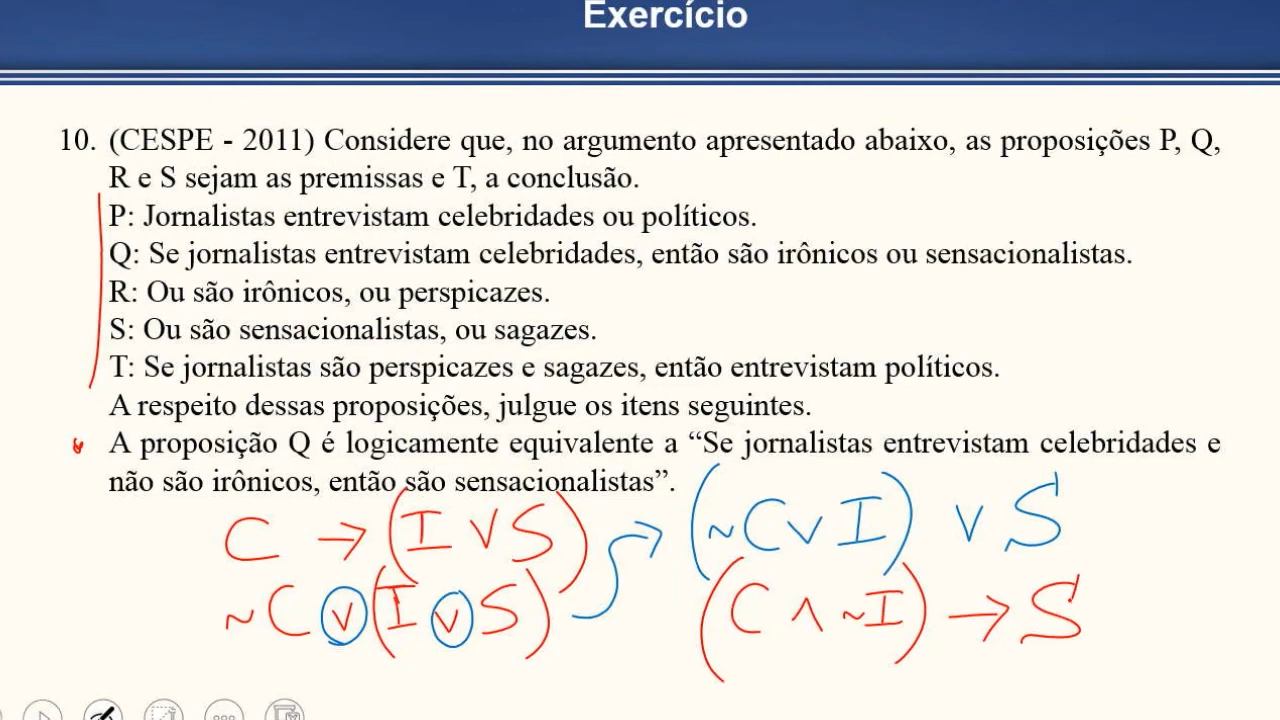 Exercício
10. (CESPE - 2011) Considere que, no argumento apresentado abaixo, as proposições P, Q,
R e S sejam as premissas e T, a conclusão.
P: Jornalistas entrevistam celebridades ou políticos.
Q: Se jornalistas entrevistam celebridades, então são irônicos ou sensacionalistas.
R: Ou são irônicos, ou perspicazes.
S: Ou são sensacionalistas, ou sagazes.
T: Se jornalistas são perspicazes e sagazes, então entrevistam políticos.
A respeito dessas proposições, julgue os itens seguintes.
A proposição Q é logicamente equivalente a “Se jornalistas entrevistam celebridades e
não são irônicos, então são sensacionalistas”.
C → (I ∨ S)
~C ∨ (I ∨ S)
(~C ∨ I) ∨ S
(C ∧ ~I) → S